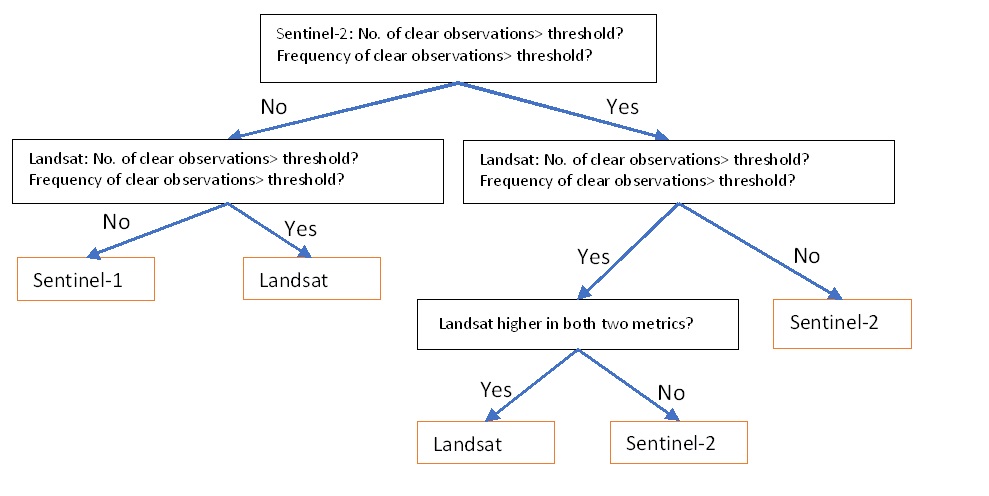 Sentinel-2: No. of clear observations> threshold?
Frequency of clear observations> threshold?
No
Yes
Landsat: No. of clear observations> threshold?
Frequency of clear observations> threshold?
Landsat: No. of clear observations> threshold?
Frequency of clear observations> threshold?
No
Yes
Yes
No
Sentinel-1
Landsat
Landsat higher in both two metrics?
Sentinel-2
Yes
No
Landsat
Sentinel-2